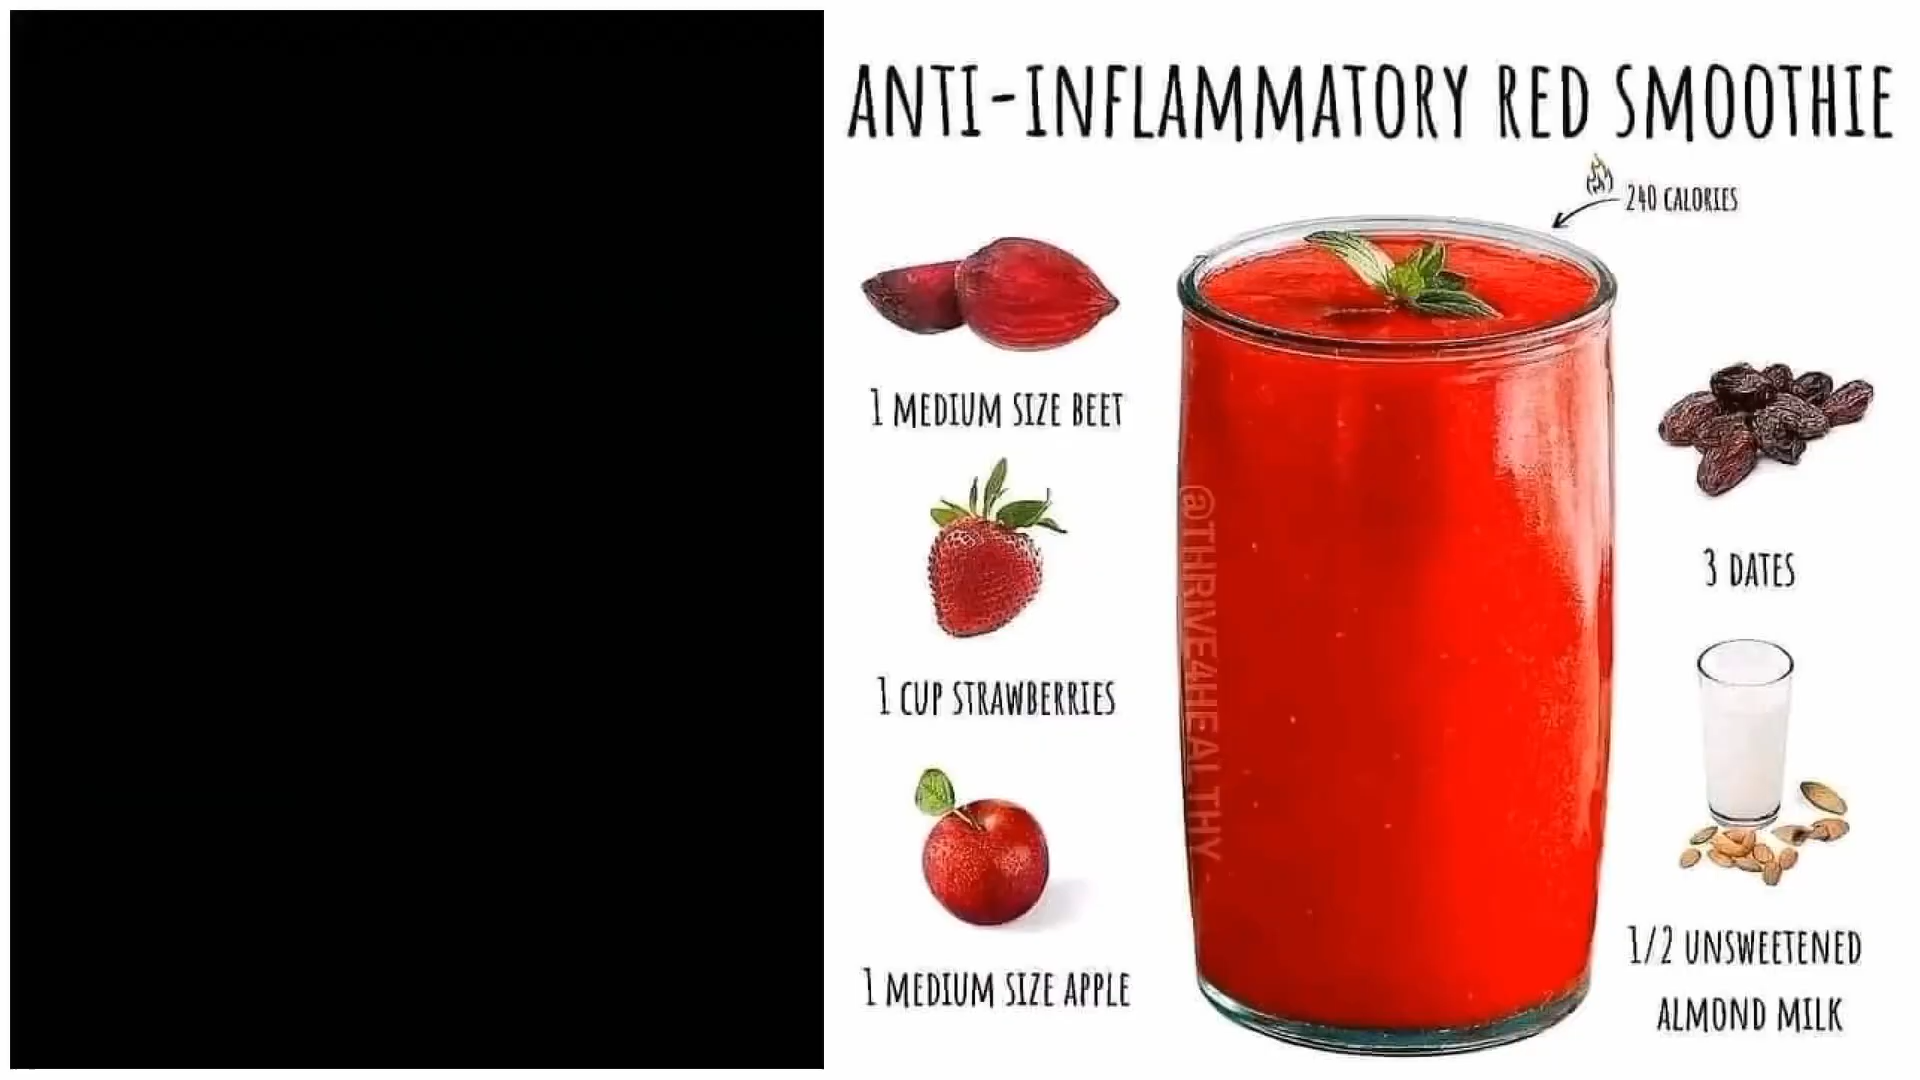 ANTI-INFLAMMATORY RED SMOOTHIE
240 CALORIES
1 MEDIUM SIZE BEET
1 CUP STRAWBERRIES
1 MEDIUM SIZE APPLE
@THRIVE4HEALTHY
3 DATES
1/2 UNSWEETENED
ALMOND MILK